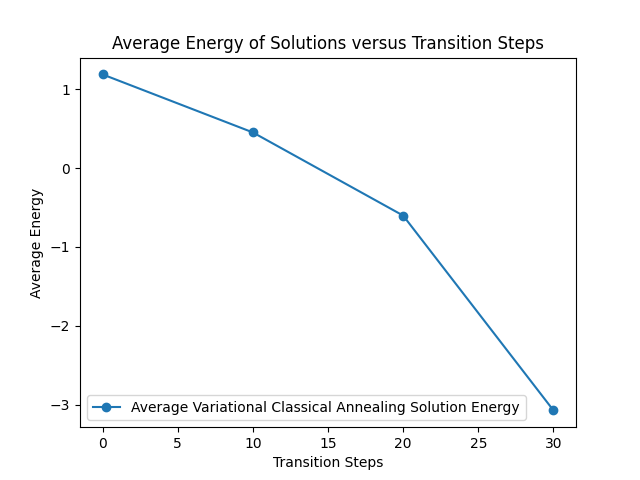 Average Energy of Solutions versus Transition Steps
1
0
−1
−2
−3
Average Energy
Average Variational Classical Annealing Solution Energy
0 5 10 15 20 25 30
Transition Steps